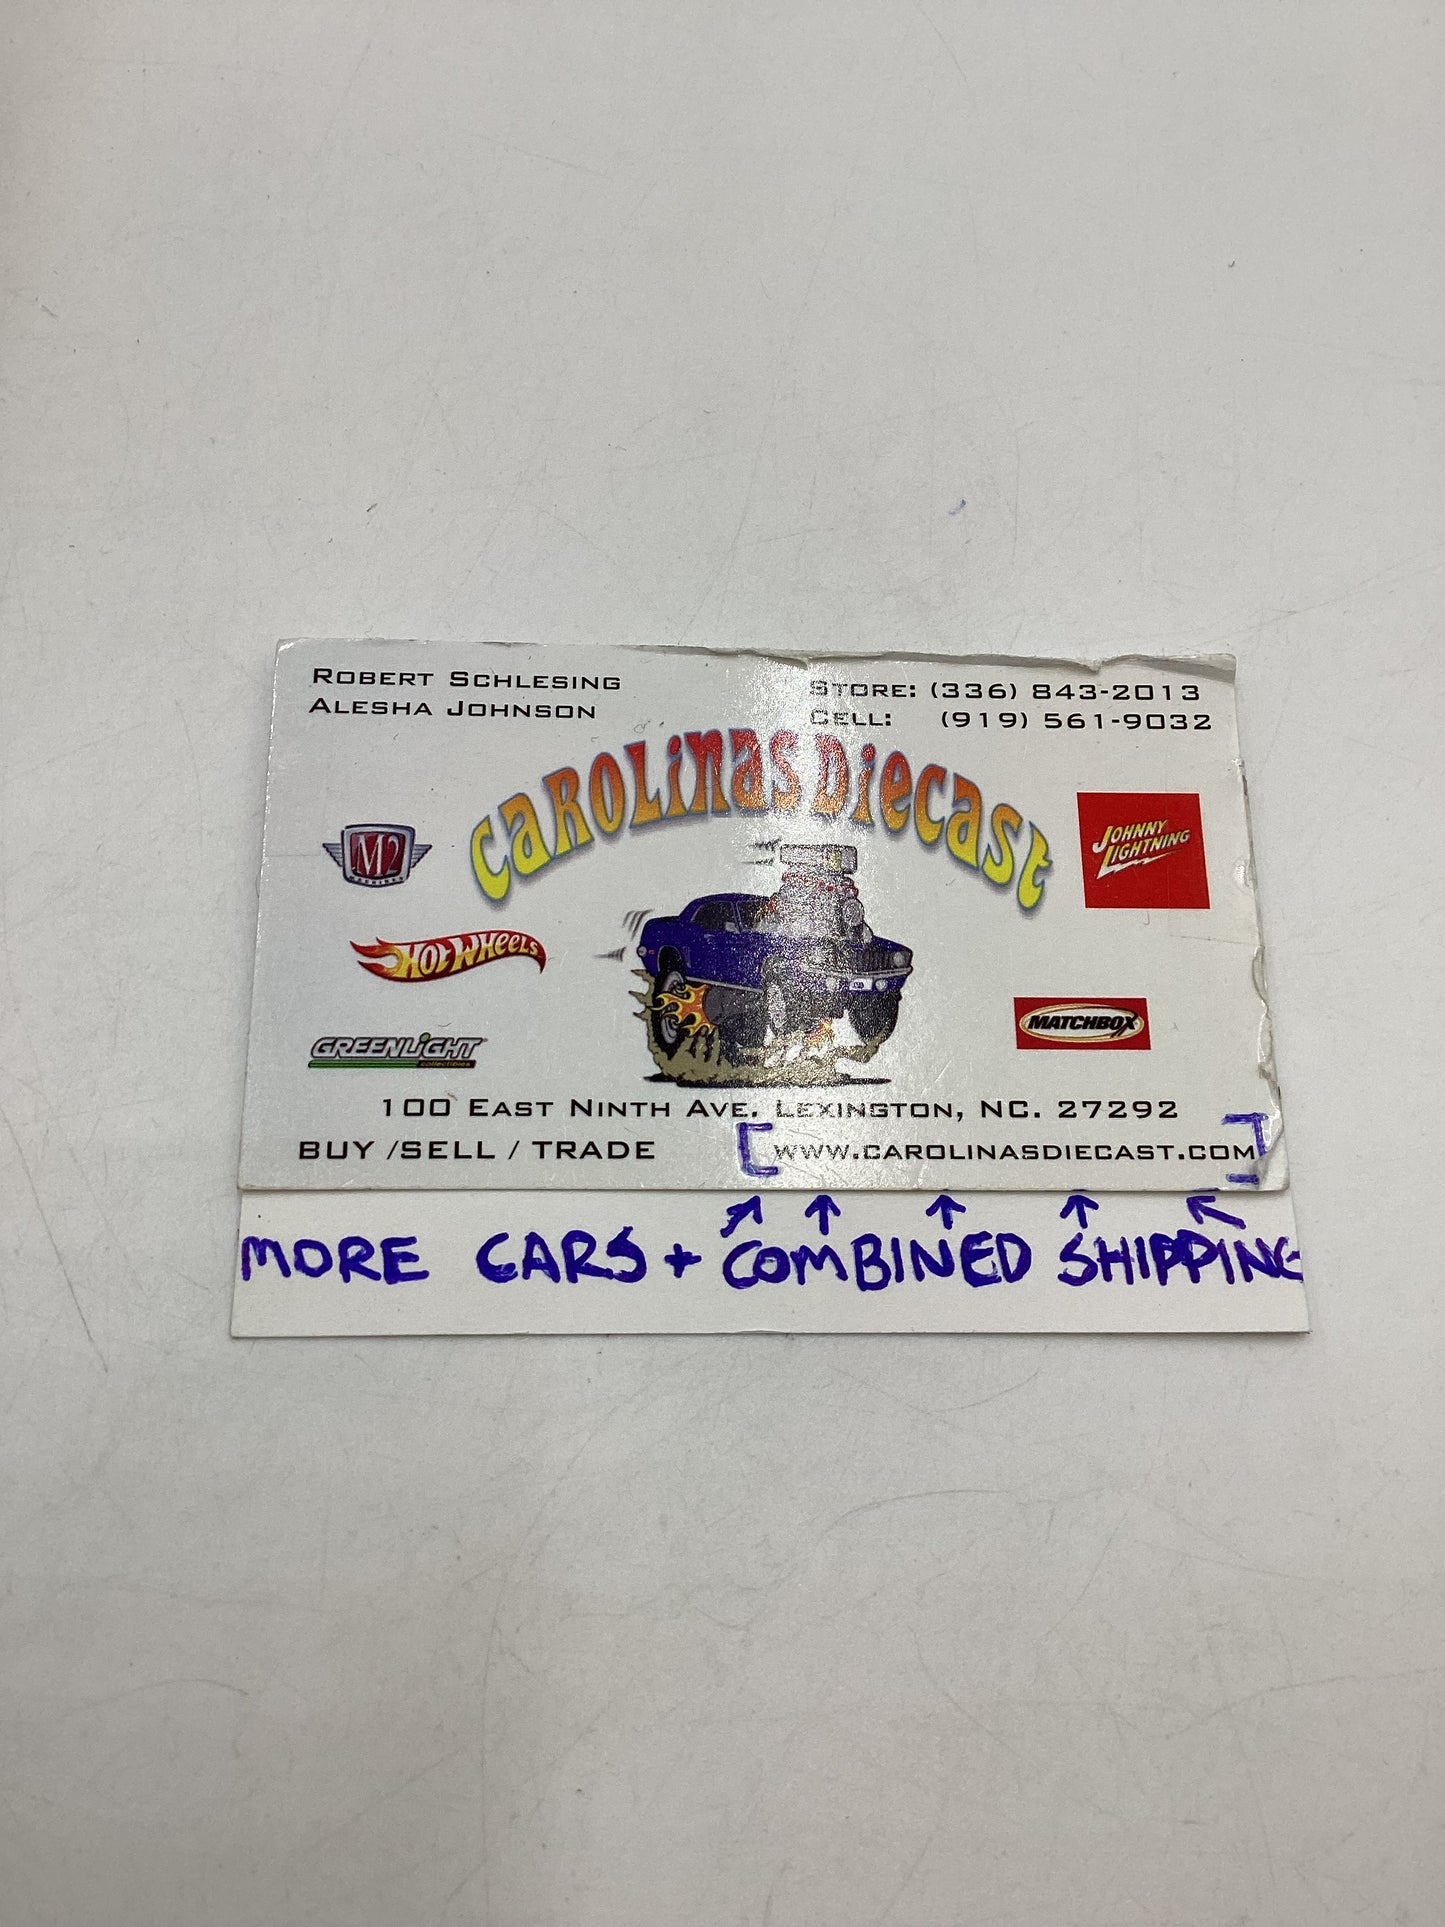 ROBERT SCHLESING
ALESHA JOHNSON
STORE: (336) 843-2013
CELL: (919) 561-9032
CAROLINAS DIECAST
M2
MACHINES
JOHNNY
LIGHTNING
HOT WHEELS
MATCHBOX
GREENLIGHT
collectibles
100 EAST NINTH AVE. LEXINGTON, NC. 27292
BUY /SELL / TRADE
WWW.CAROLINASDIECAST.COM
MORE CARS + COMBINED SHIPPING